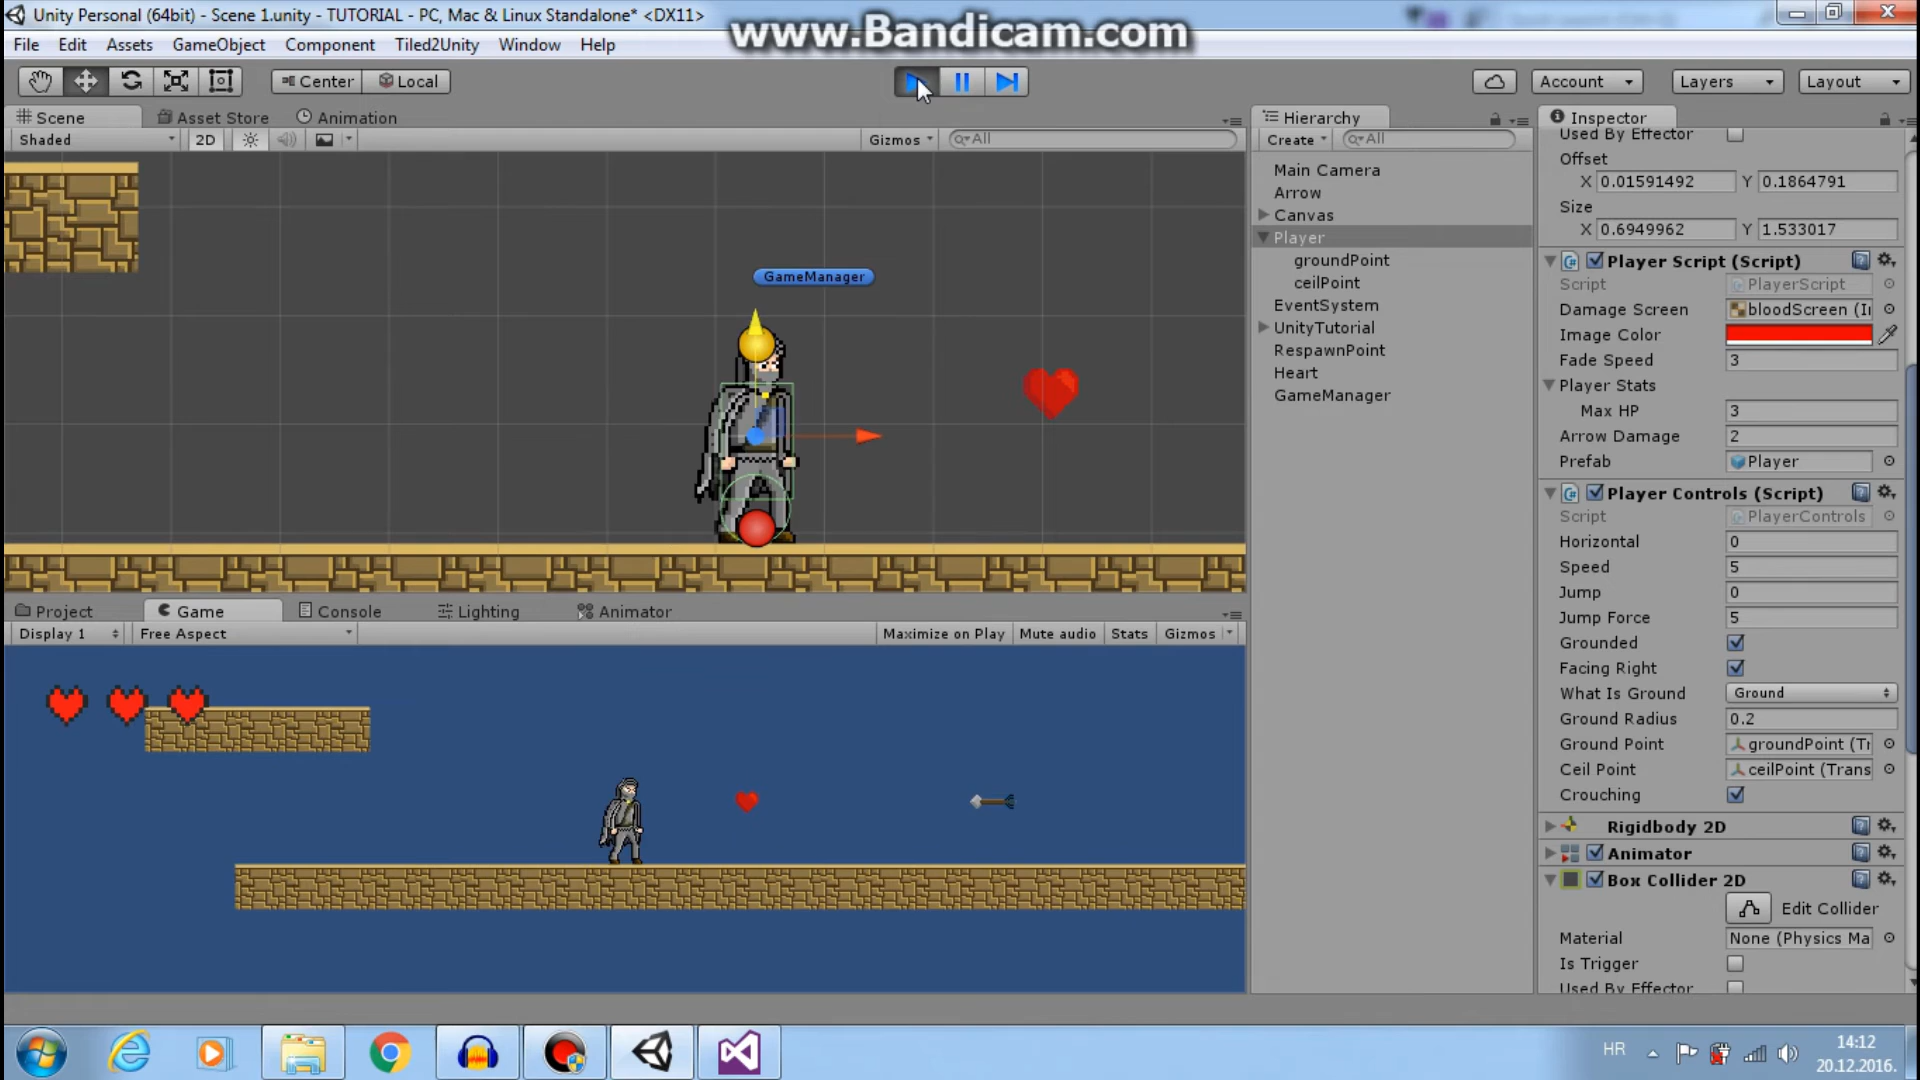 Unity Personal (64bit) - Scene 1.unity - TUTORIAL - PC, Mac & Linux Standalone* <DX11>
www.Bandicam.com
File Edit Assets GameObject Component Tiled2Unity Window Help
Center Local
Account Layers Layout
Scene Asset Store Animation
Shaded 2D Gizmos All
GameManager
Hierarchy
Create All
Main Camera
Arrow
Canvas
Player
groundPoint
ceilPoint
EventSystem
UnityTutorial
RespawnPoint
Heart
GameManager
Inspector
Used By Effector
Offset
X 0.01591492 Y 0.1864791
Size
X 0.6949962 Y 1.533017
Player Script (Script)
Script PlayerScript
Damage Screen bloodScreen (I
Image Color
Fade Speed 3
Player Stats
Max HP 3
Arrow Damage 2
Prefab Player
Player Controls (Script)
Script PlayerControls
Horizontal 0
Speed 5
Jump 0
Jump Force 5
Grounded
Facing Right
What Is Ground Ground
Ground Radius 0.2
Ground Point groundPoint (Tr
Ceil Point ceilPoint (Trans
Crouching
Rigidbody 2D
Animator
Box Collider 2D
Edit Collider
Material None (Physics Ma
Is Trigger
Used By Effector
Project Game Console Lighting Animator
Display 1 Free Aspect Maximize on Play Mute audio Stats Gizmos
HR
14:12
20.12.2016.